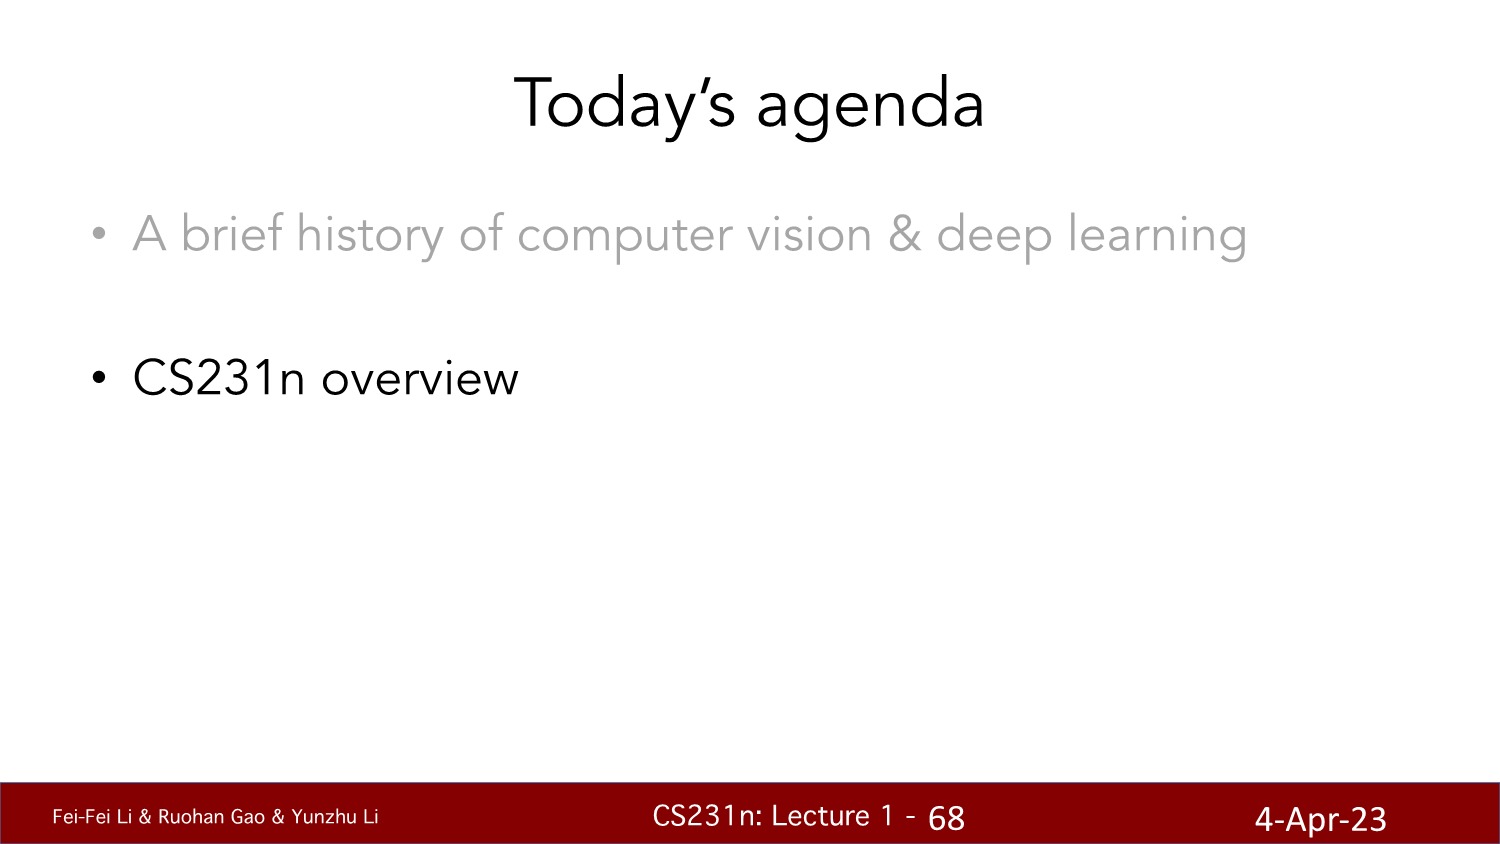 Today’s agenda
• A brief history of computer vision & deep learning
• CS231n overview
Fei-Fei Li & Ruohan Gao & Yunzhu Li
CS231n: Lecture 1 - 68
4-Apr-23